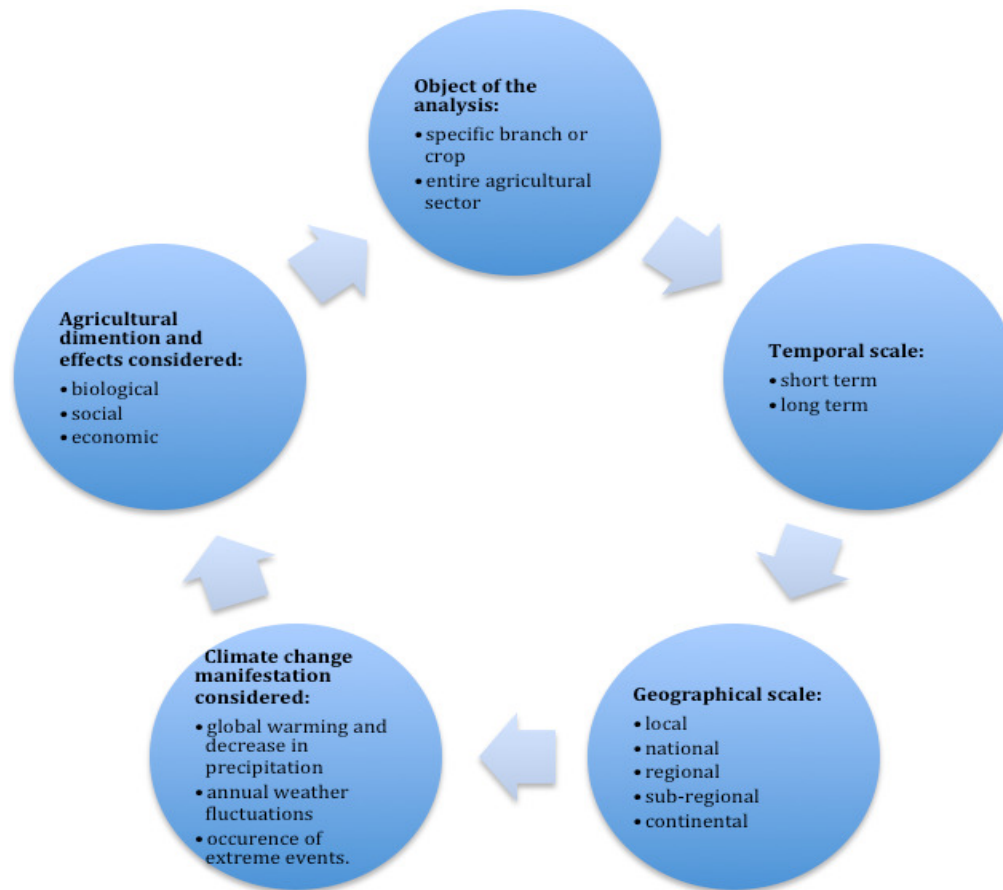 Object of the
analysis:
• specific branch or
crop
• entire agricultural
sector
Temporal scale:
• short term
• long term
Geographical scale:
• local
• national
• regional
• sub-regional
• continental
Climate change
manifestation
considered:
• global warming and
decrease in
precipitation
• annual weather
fluctuations
• occurence of
extreme events.
Agricultural
dimention and
effects considered:
• biological
• social
• economic